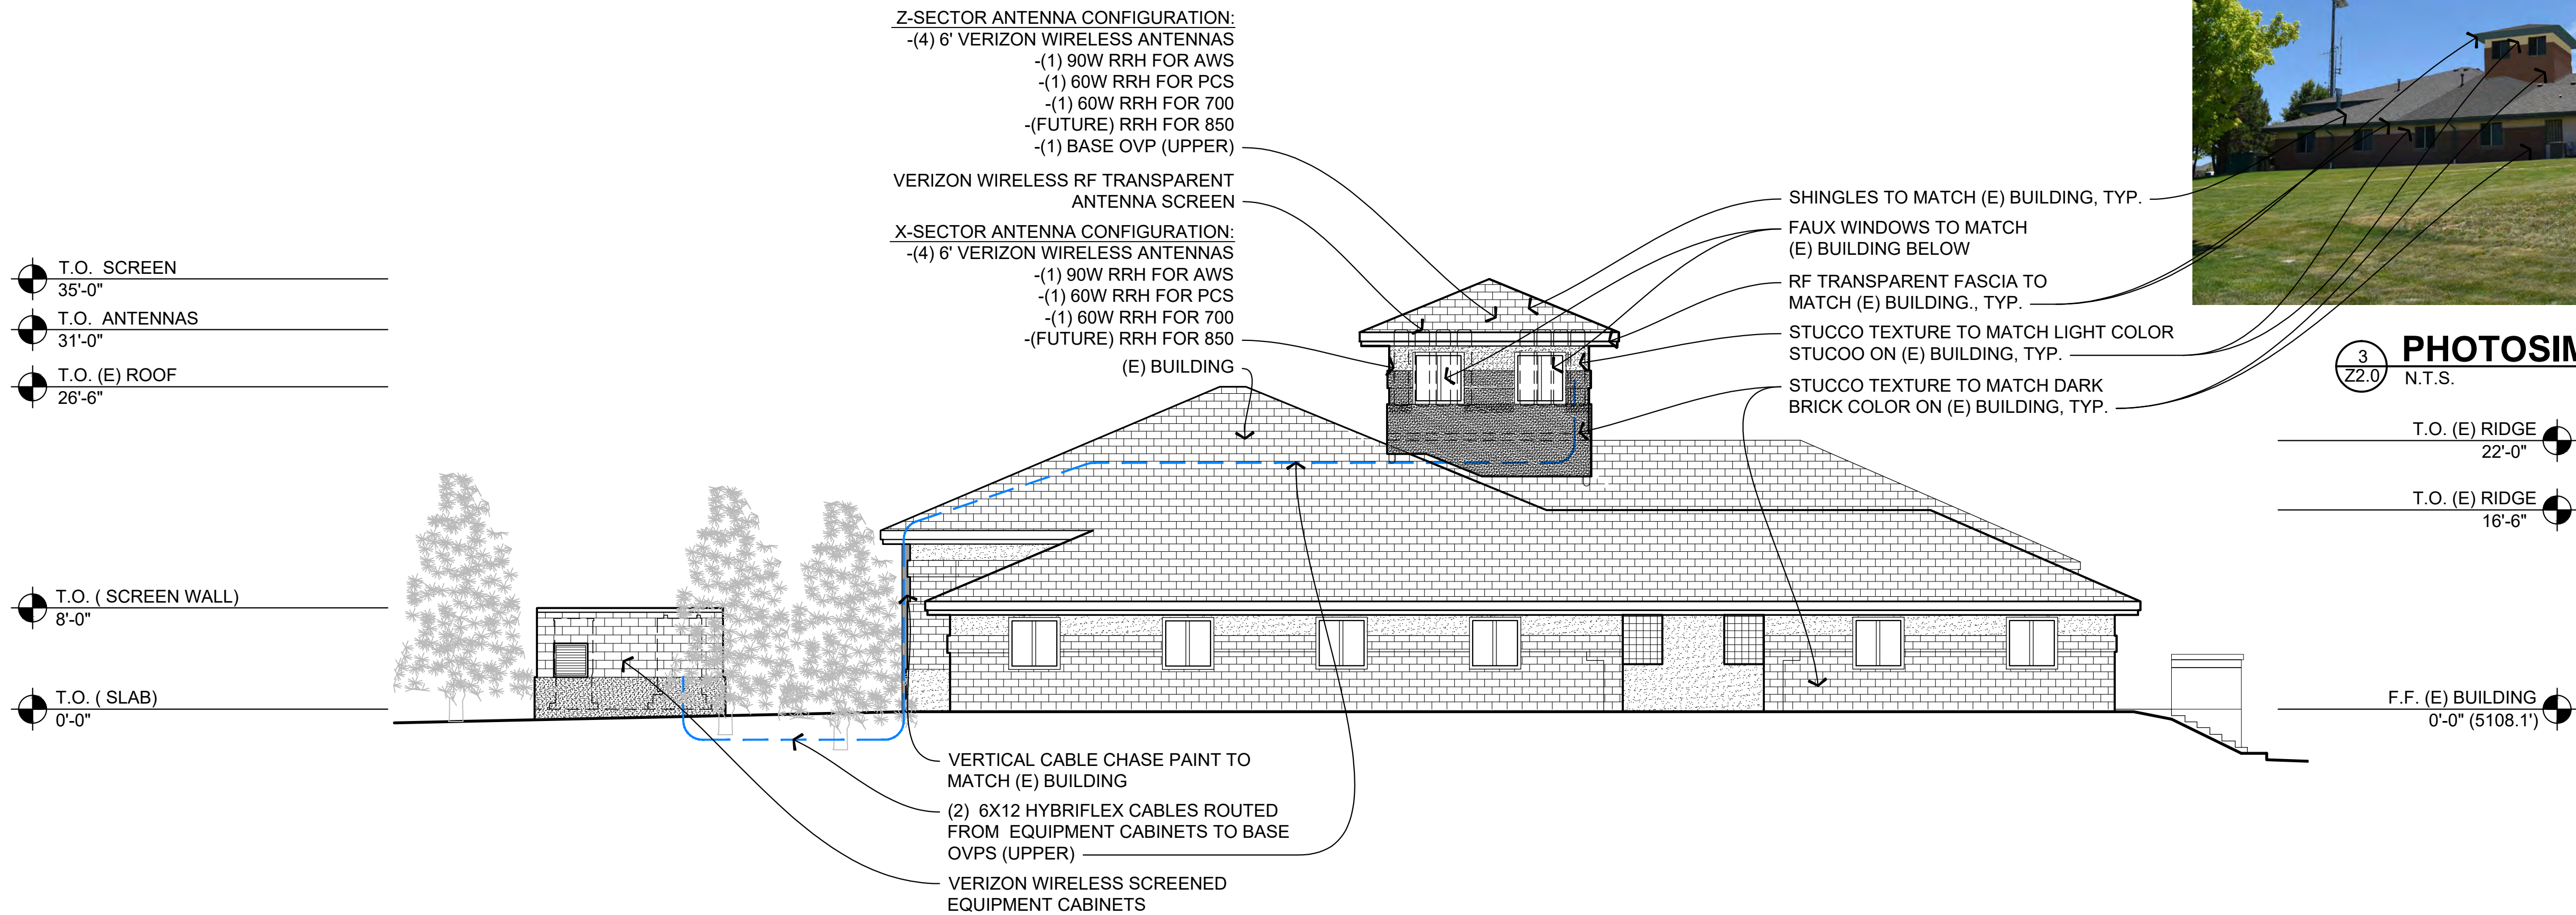 Z-SECTOR ANTENNA CONFIGURATION:
-(4) 6' VERIZON WIRELESS ANTENNAS
-(1) 90W RRH FOR AWS
-(1) 60W RRH FOR PCS
-(1) 60W RRH FOR 700
-(FUTURE) RRH FOR 850
-(1) BASE OVP (UPPER)
VERIZON WIRELESS RF TRANSPARENT
ANTENNA SCREEN
X-SECTOR ANTENNA CONFIGURATION:
-(4) 6' VERIZON WIRELESS ANTENNAS
-(1) 90W RRH FOR AWS
-(1) 60W RRH FOR PCS
-(1) 60W RRH FOR 700
-(FUTURE) RRH FOR 850
(E) BUILDING
SHINGLES TO MATCH (E) BUILDING, TYP.
FAUX WINDOWS TO MATCH
(E) BUILDING BELOW
RF TRANSPARENT FASCIA TO
MATCH (E) BUILDING., TYP.
STUCCO TEXTURE TO MATCH LIGHT COLOR
STUCOO ON (E) BUILDING, TYP.
STUCCO TEXTURE TO MATCH DARK
BRICK COLOR ON (E) BUILDING, TYP.
3
Z2.0
PHOTOSIM
N.T.S.
T.O. SCREEN
35'-0"
T.O. ANTENNAS
31'-0"
T.O. (E) ROOF
26'-6"
T.O. ( SCREEN WALL)
8'-0"
T.O. ( SLAB)
0'-0"
T.O. (E) RIDGE
22'-0"
T.O. (E) RIDGE
16'-6"
F.F. (E) BUILDING
0'-0" (5108.1')
VERTICAL CABLE CHASE PAINT TO
MATCH (E) BUILDING
(2) 6X12 HYBRIFLEX CABLES ROUTED
FROM EQUIPMENT CABINETS TO BASE
OVPS (UPPER)
VERIZON WIRELESS SCREENED
EQUIPMENT CABINETS